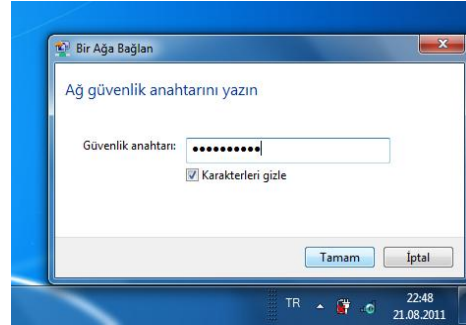 Bir Ağa Bağlan
Ağ güvenlik anahtarını yazın
Güvenlik anahtarı: ●●●●●●●●●●
Karakterleri gizle
Tamam İptal
TR 22:48
21.08.2011